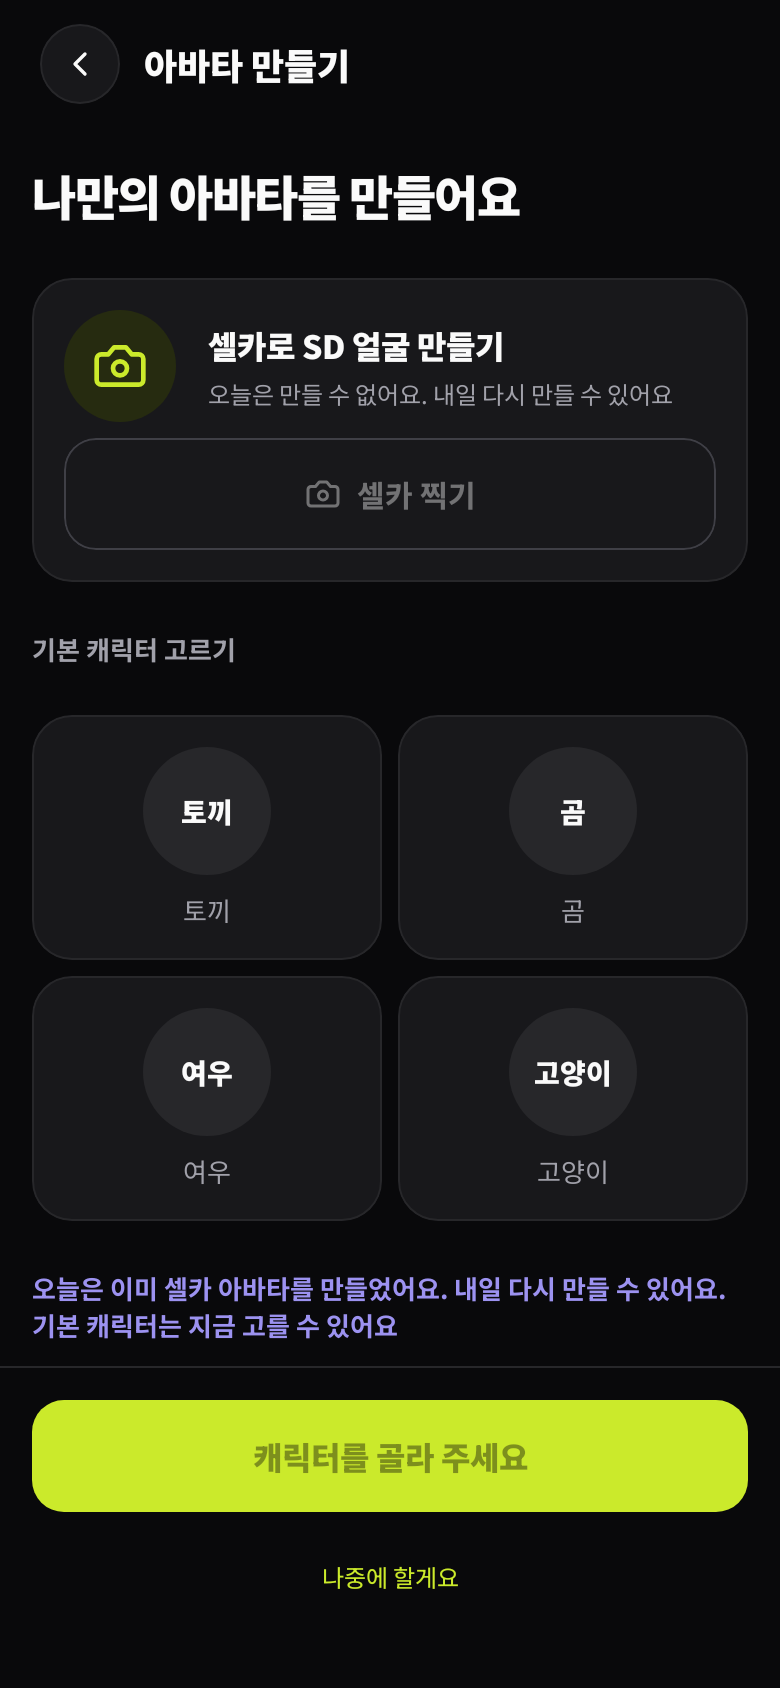 아바타 만들기
나만의 아바타를 만들어요
셀카로 SD 얼굴 만들기
오늘은 만들 수 없어요. 내일 다시 만들 수 있어요
셀카 찍기
기본 캐릭터 고르기
토끼
곰
토끼
곰
여우
고양이
여우
고양이
오늘은 이미 셀카 아바타를 만들었어요. 내일 다시 만들 수 있어요.
기본 캐릭터는 지금 고를 수 있어요
캐릭터를 골라 주세요
나중에 할게요